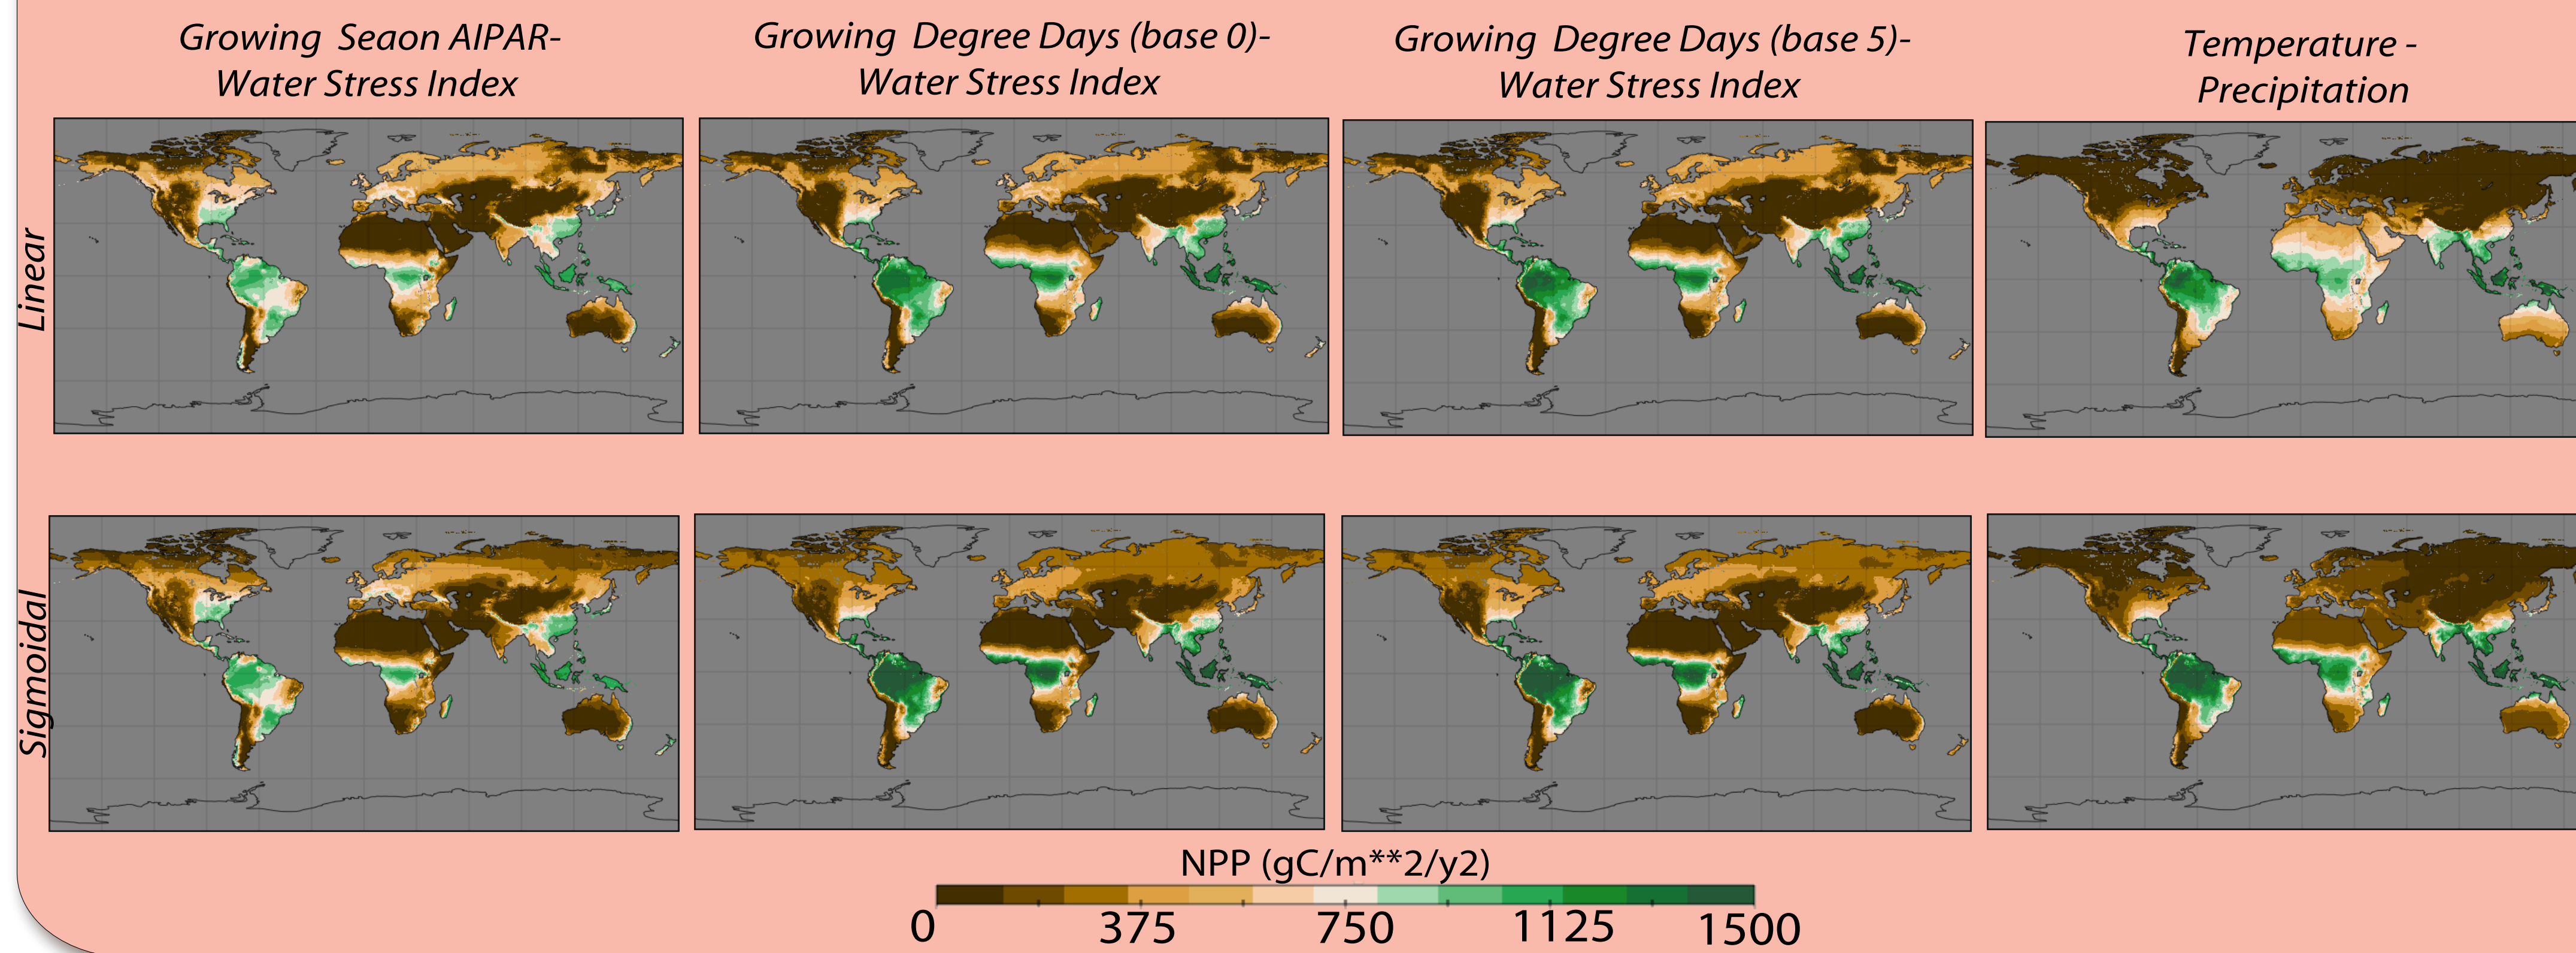 Growing Seaon AIPAR-
Water Stress Index
Growing Degree Days (base 0)-
Water Stress Index
Growing Degree Days (base 5)-
Water Stress Index
Temperature -
Precipitation
Linear
Sigmoidal
NPP (gC/m**2/y2)
0 375 750 1125 1500